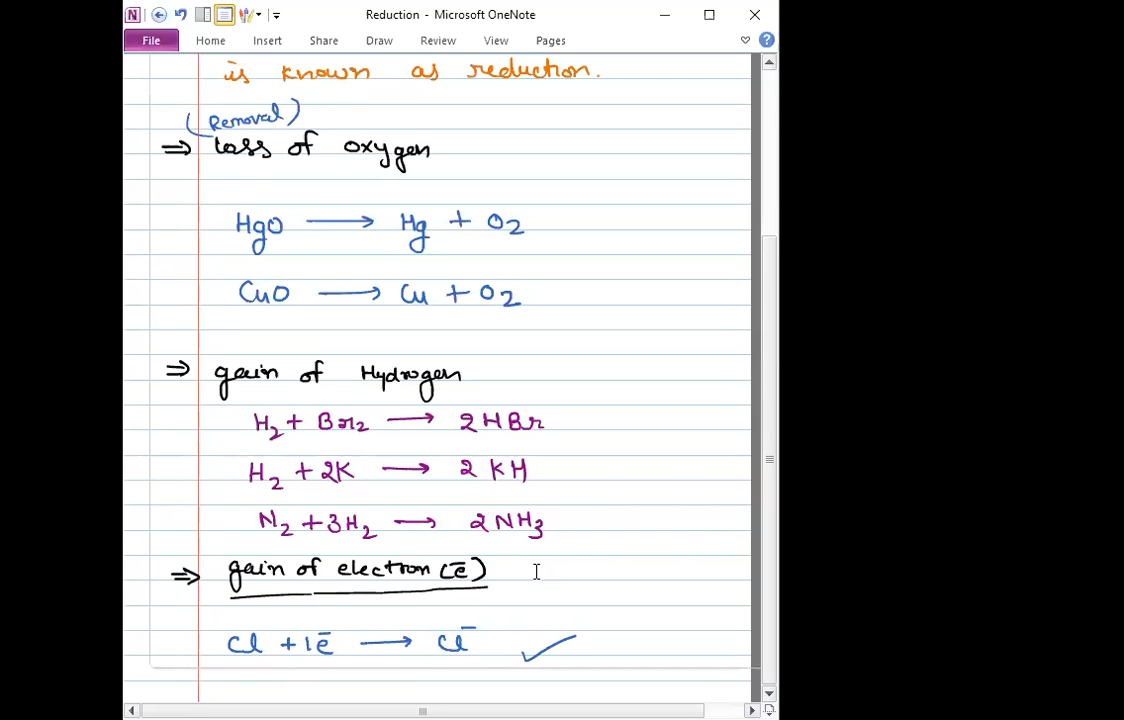 Reduction - Microsoft OneNote
File Home Insert Share Draw Review View Pages
is known as reduction.
(Removal)
⇒ loss of oxygen
HgO ⟶ Hg + O2
CuO ⟶ Cu + O2
⇒ gain of Hydrogen
H2 + Br2 ⟶ 2HBr
H2 + 2K ⟶ 2KH
N2 + 3H2 ⟶ 2NH3
⇒ gain of electron (ē)
Cl + 1ē ⟶ Cl⁻ ✓